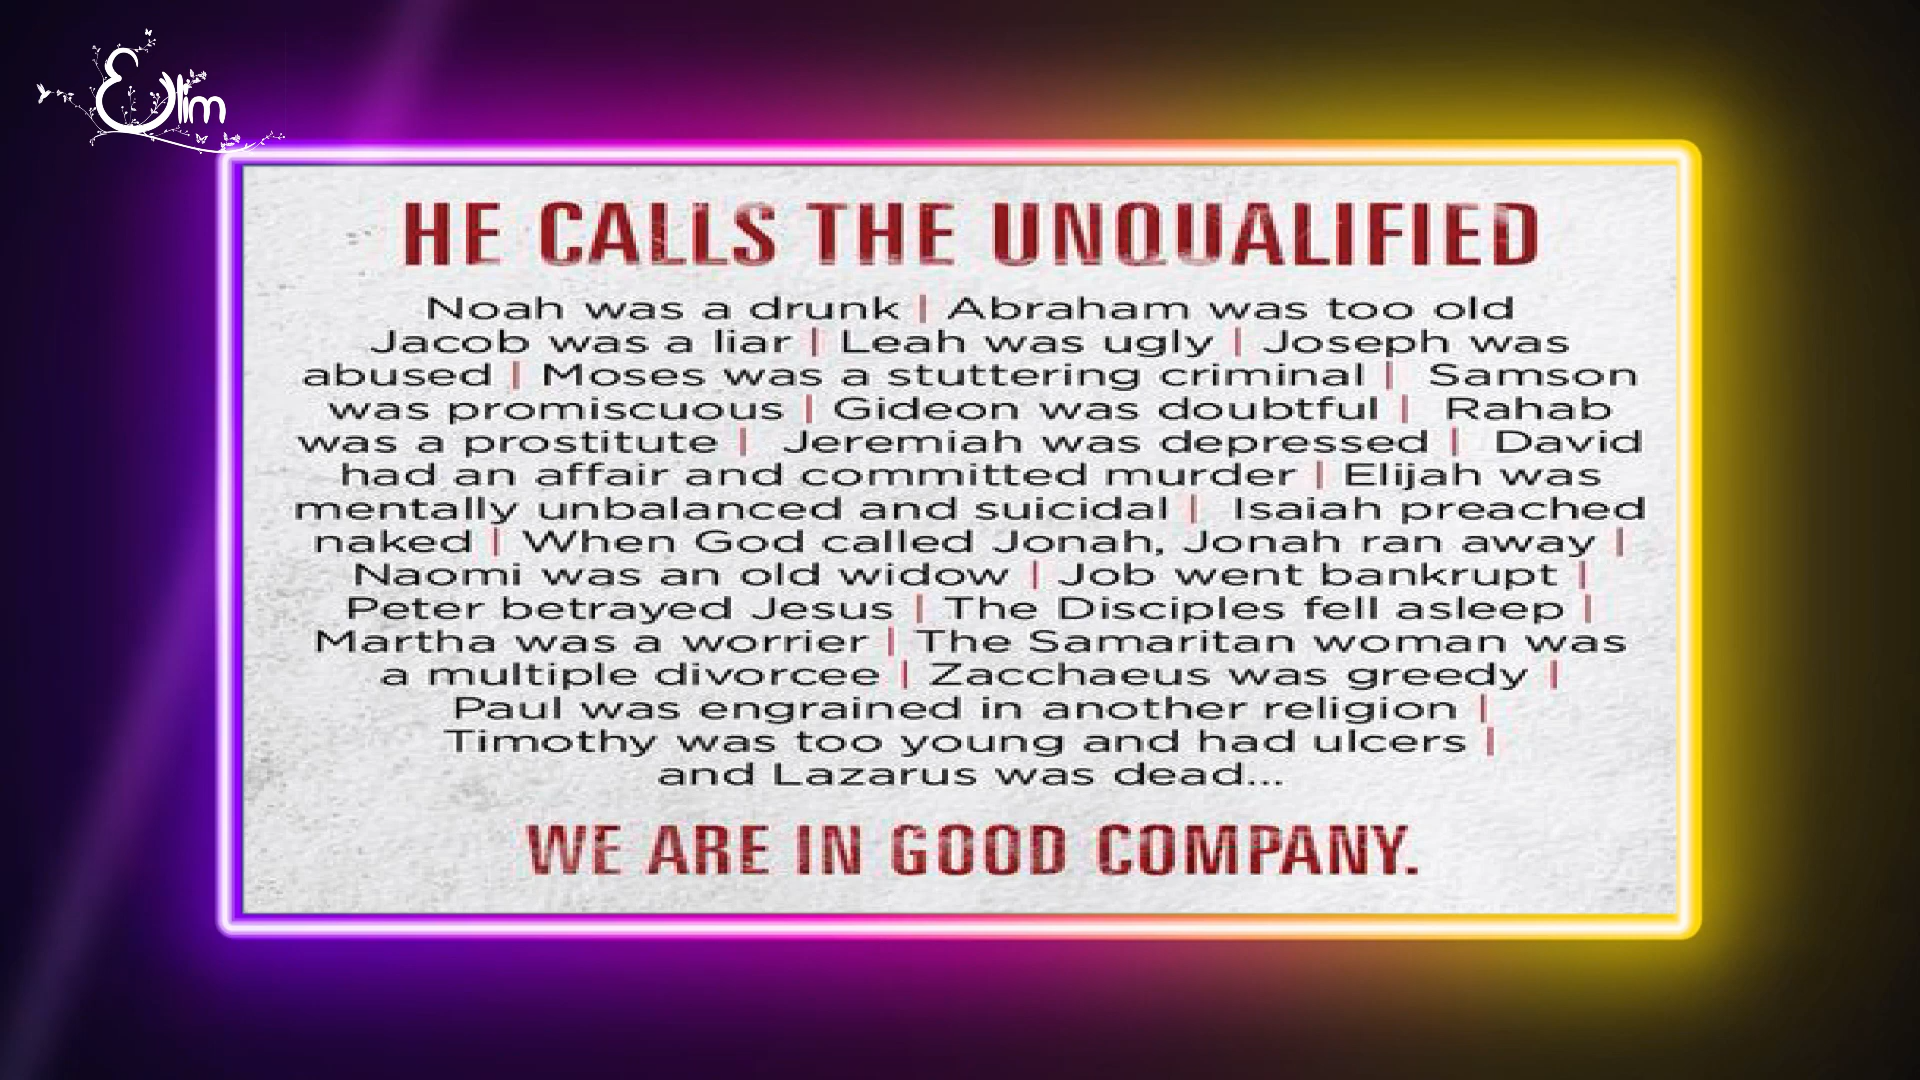 Elim
HE CALLS THE UNQUALIFIED
Noah was a drunk | Abraham was too old
Jacob was a liar | Leah was ugly | Joseph was
abused | Moses was a stuttering criminal | Samson
was promiscuous | Gideon was doubtful | Rahab
was a prostitute | Jeremiah was depressed | David
had an affair and committed murder | Elijah was
mentally unbalanced and suicidal | Isaiah preached
naked | When God called Jonah, Jonah ran away |
Naomi was an old widow | Job went bankrupt |
Peter betrayed Jesus | The Disciples fell asleep |
Martha was a worrier | The Samaritan woman was
a multiple divorcee | Zacchaeus was greedy |
Paul was engrained in another religion |
Timothy was too young and had ulcers |
and Lazarus was dead...
WE ARE IN GOOD COMPANY.